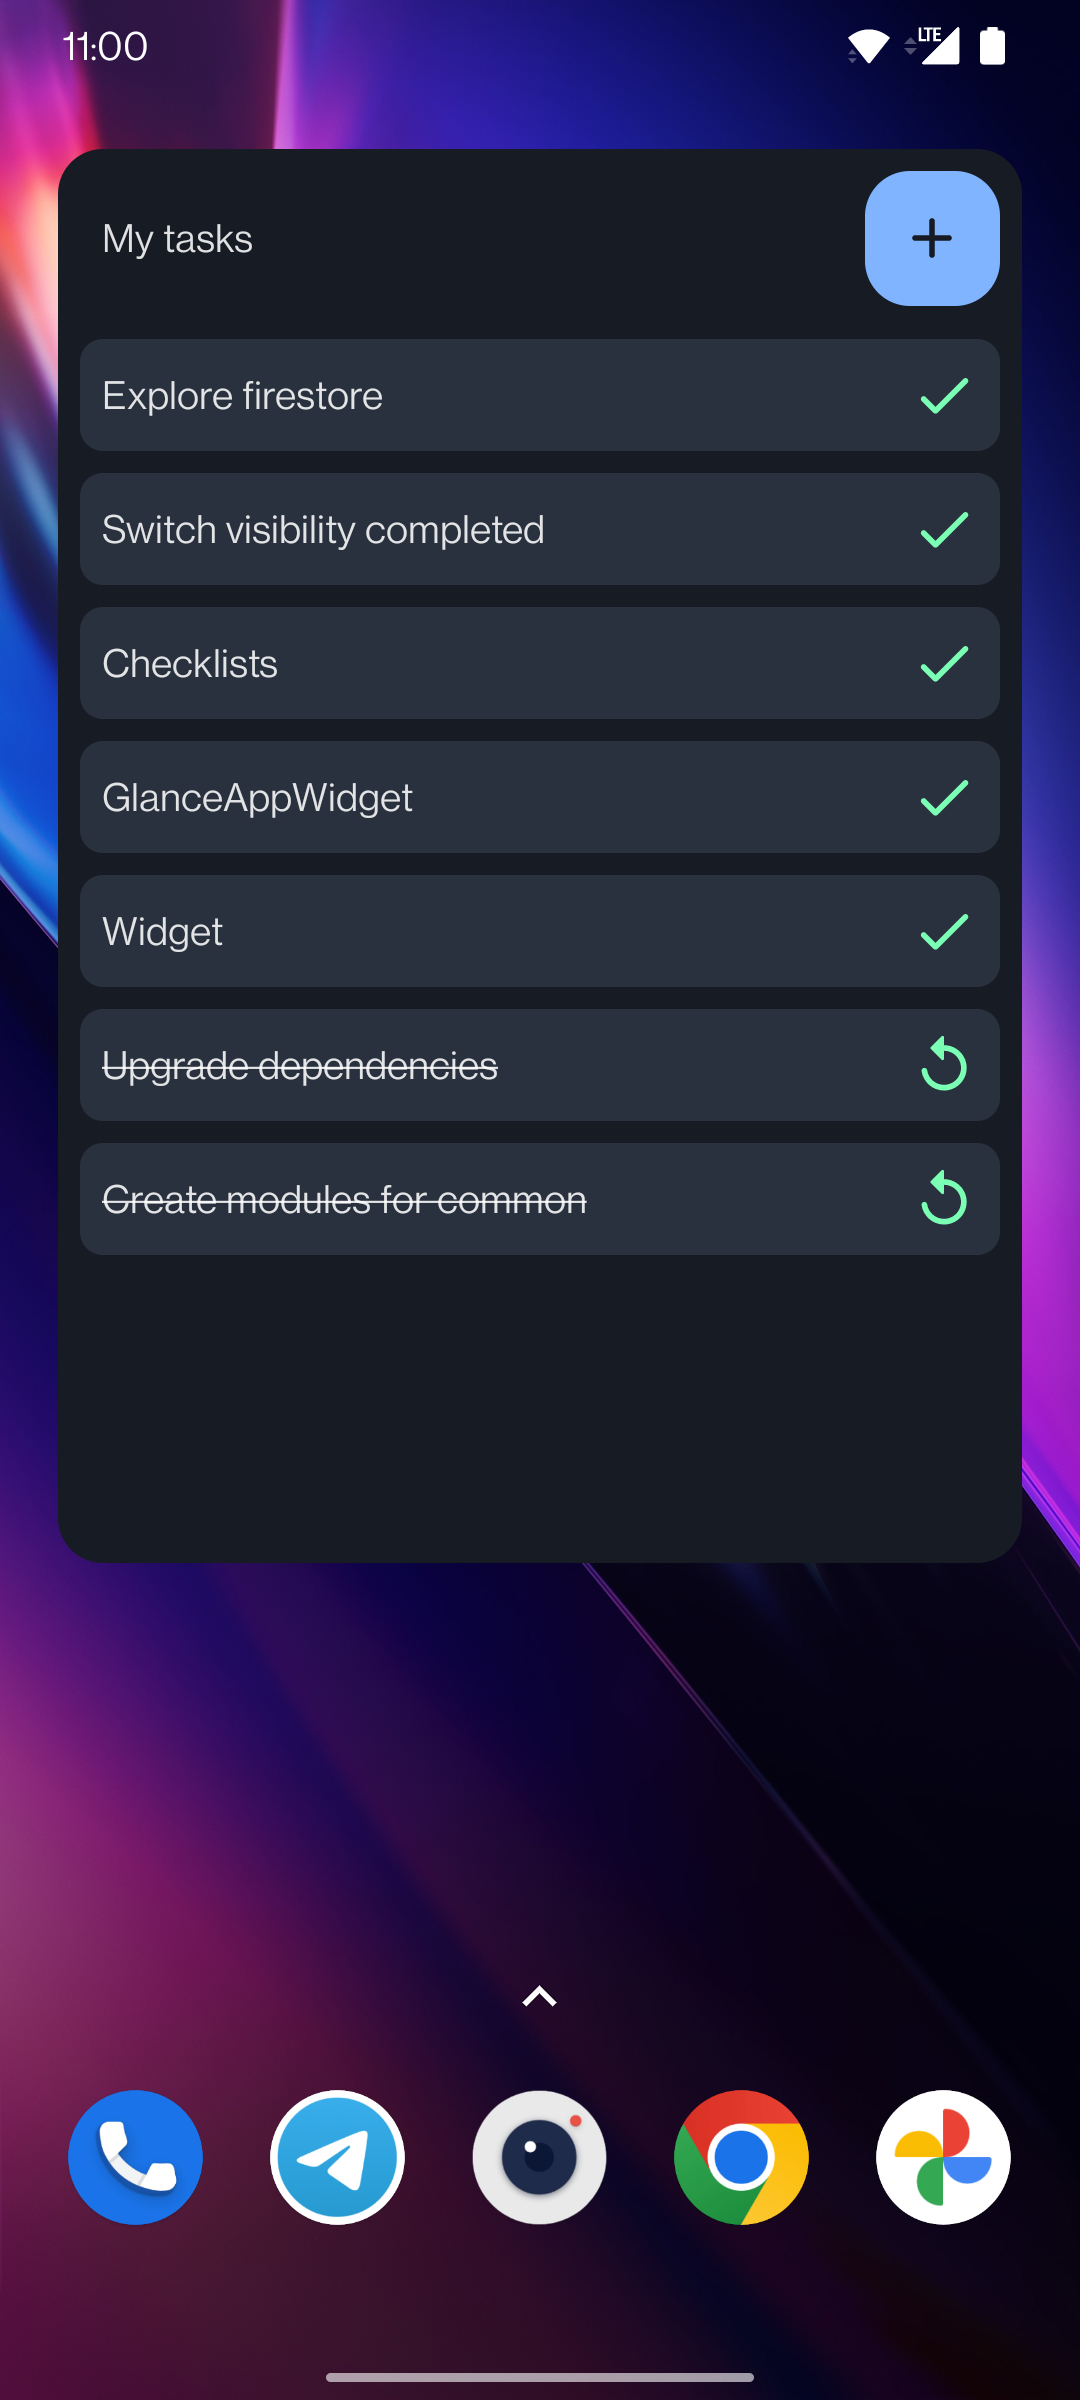 11:00
LTE
My tasks
Explore firestore
Switch visibility completed
Checklists
GlanceAppWidget
Widget
Upgrade dependencies
Create modules for common